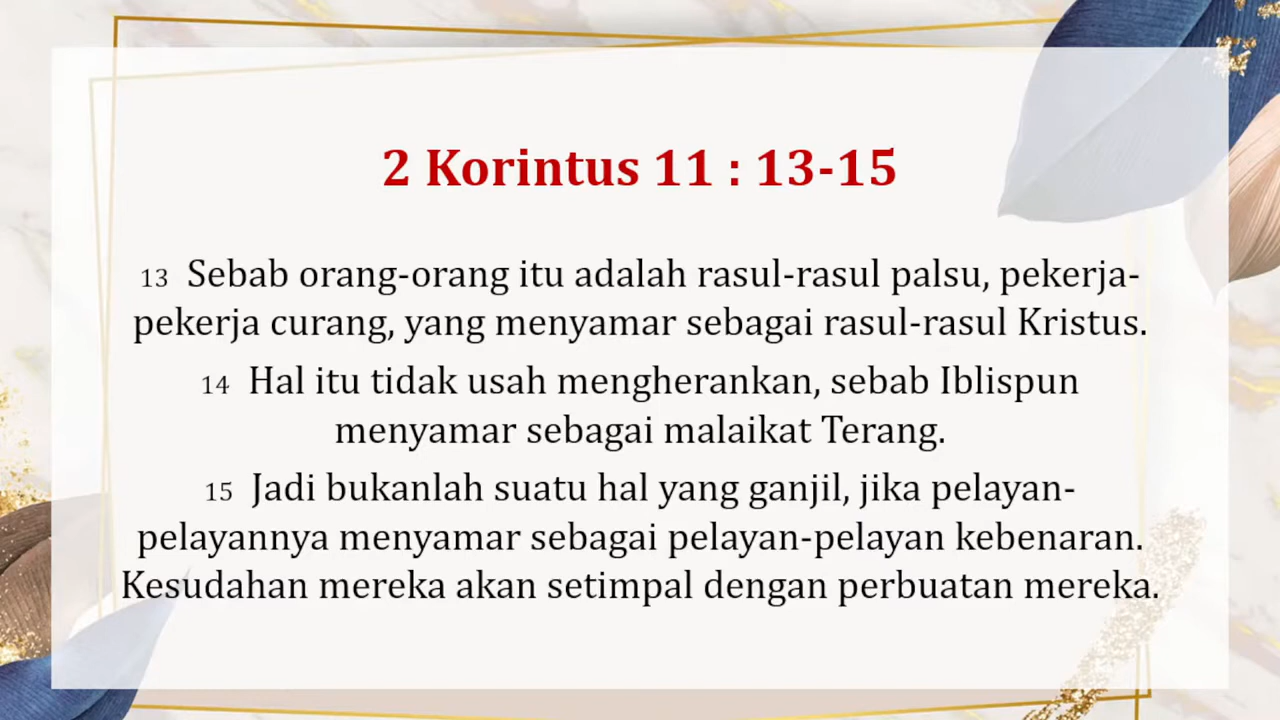 2 Korintus 11 : 13-15
13 Sebab orang-orang itu adalah rasul-rasul palsu, pekerja-
pekerja curang, yang menyamar sebagai rasul-rasul Kristus.
14 Hal itu tidak usah mengherankan, sebab Iblispun
menyamar sebagai malaikat Terang.
15 Jadi bukanlah suatu hal yang ganjil, jika pelayan-
pelayannya menyamar sebagai pelayan-pelayan kebenaran.
Kesudahan mereka akan setimpal dengan perbuatan mereka.